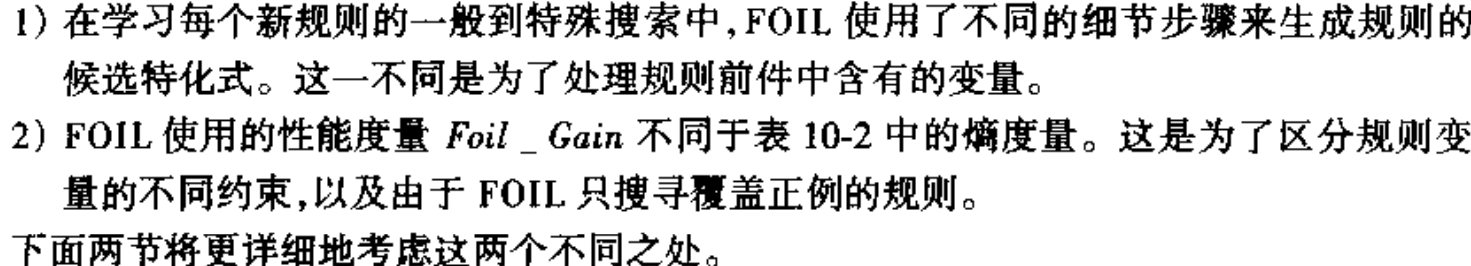 1) 在学习每个新规则的一般到特殊搜索中,FOIL 使用了不同的细节步骤来生成规则的
候选特化式。这一不同是为了处理规则前件中含有的变量。
2) FOIL 使用的性能度量 Foil _ Gain 不同于表 10-2 中的熵度量。这是为了区分规则变
量的不同约束,以及由于 FOIL 只搜寻覆盖正例的规则。
下面两节将更详细地考虑这两个不同之处。